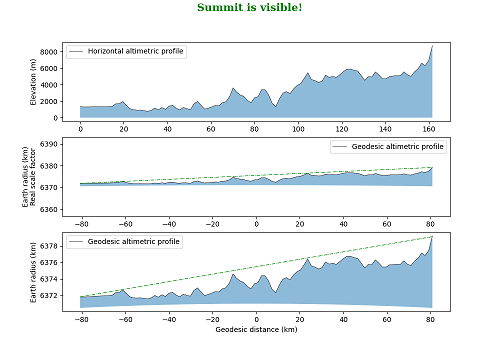 Summit is visible!
Horizontal altimetric profile
Elevation (m)
8000
6000
4000
2000
0
0 20 40 60 80 100 120 140 160
Geodesic altimetric profile
Earth radius (km)
Real scale factor
6390
6380
6370
6360
−80 −60 −40 −20 0 20 40 60 80
Geodesic altimetric profile
Earth radius (km)
6378
6376
6374
6372
−80 −60 −40 −20 0 20 40 60 80
Geodesic distance (km)